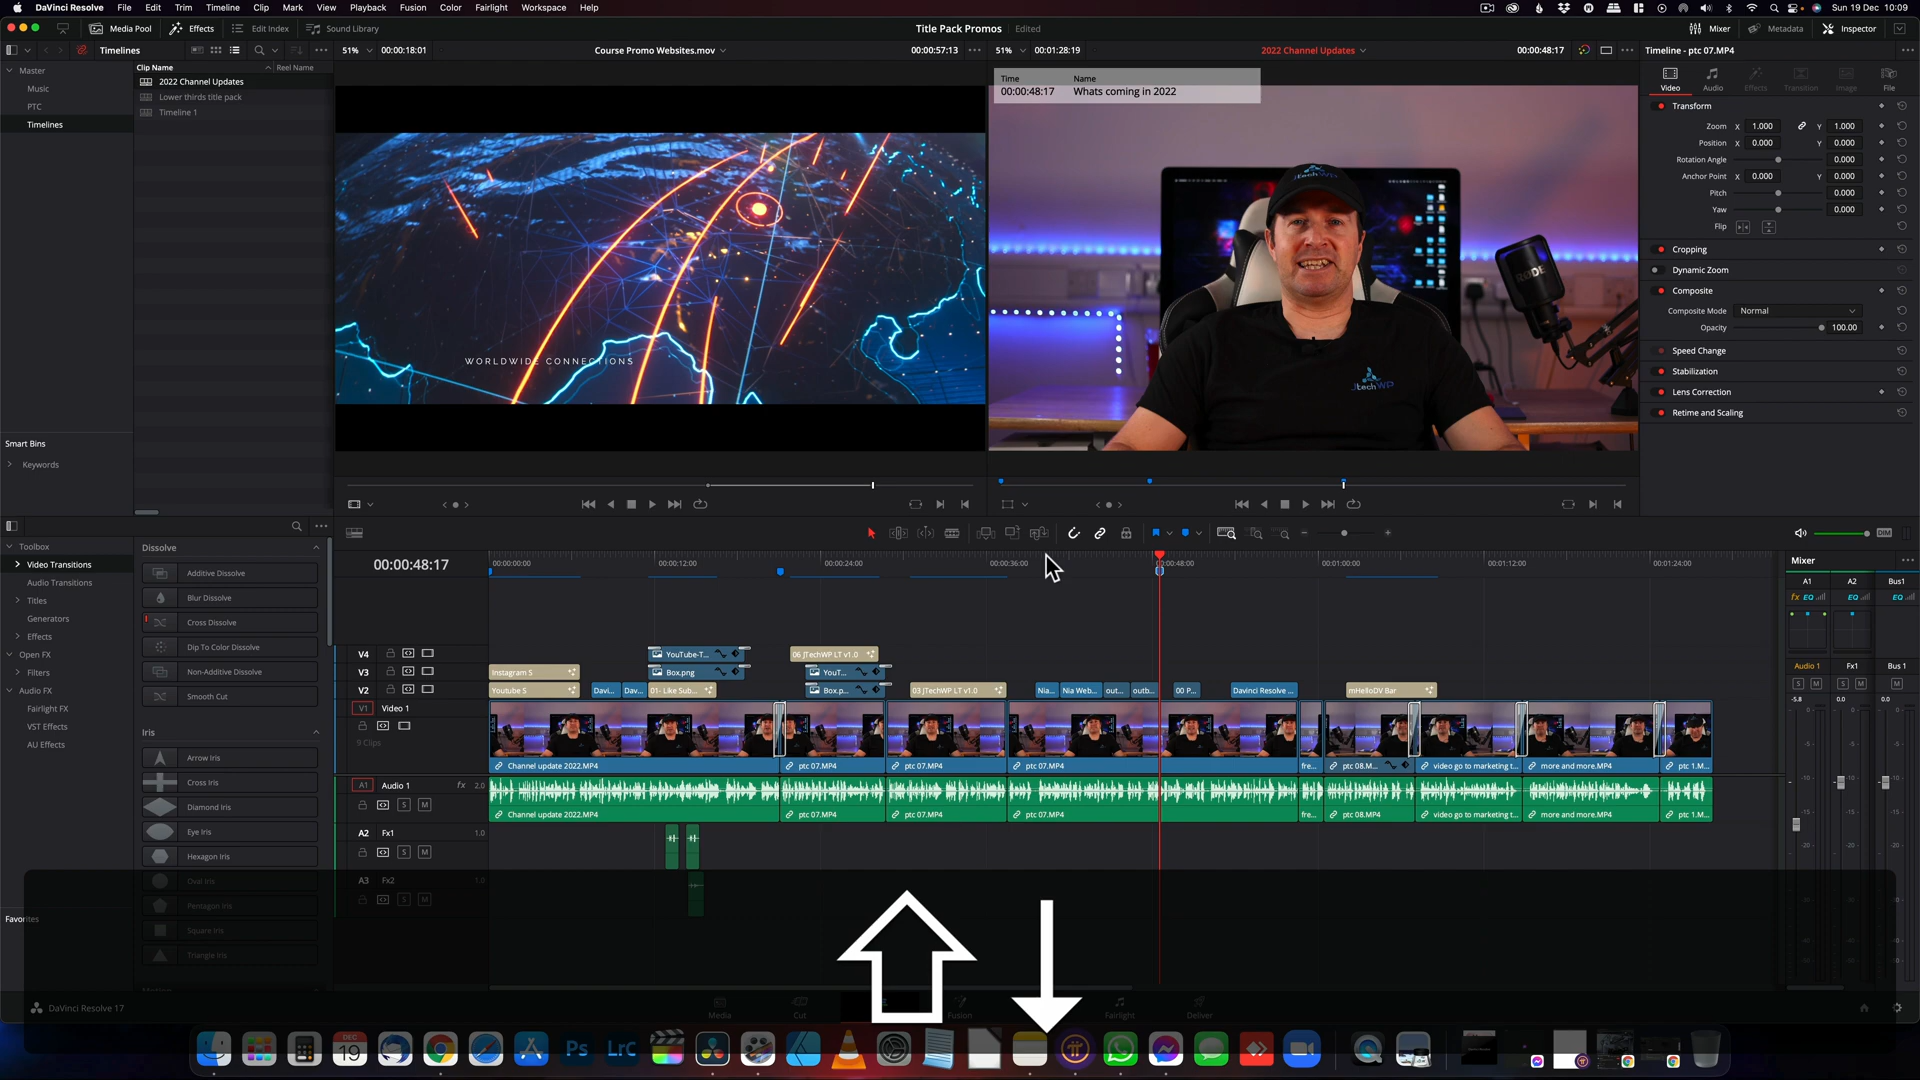 DaVinci Resolve File Edit Trim Timeline Clip Mark View Playback Fusion Color Fairlight Workspace Help Sun 19 Dec 10:09
Media Pool Effects Edit Index Sound Library Title Pack Promos Edited Mixer Metadata Inspector
Timelines 51% 00:00:18:01 Course Promo Websites.mov 00:00:57:13 51% 00:01:28:19 2022 Channel Updates 00:00:48:17 Timeline - ptc 07.MP4
Master
Music
PTC
Timelines
Clip Name Reel Name
2022 Channel Updates
Lower thirds title pack
Timeline 1
Smart Bins
Keywords
WORLDWIDE CONNECTIONS
Time Name
00:00:48:17 Whats coming in 2022
JtechWP
RØDE
JtechWP
Video Audio Effects Transition Image File
Transform
Zoom X 1.000 Y 1.000
Position X 0.000 Y 0.000
Rotation Angle 0.000
Anchor Point X 0.000 Y 0.000
Pitch 0.000
Yaw 0.000
Flip
Cropping
Dynamic Zoom
Composite
Composite Mode Normal
Opacity 100.00
Speed Change
Stabilization
Lens Correction
Retime and Scaling
Toolbox
Video Transitions
Audio Transitions
Titles
Generators
Effects
Open FX
Filters
Audio FX
Fairlight FX
VST Effects
AU Effects
Favorites
Dissolve
Additive Dissolve
Blur Dissolve
Cross Dissolve
Dip To Color Dissolve
Non-Additive Dissolve
Smooth Cut
Iris
Arrow Iris
Cross Iris
Diamond Iris
Eye Iris
Hexagon Iris
Oval Iris
Pentagon Iris
Square Iris
Triangle Iris
DIM
00:00:48:17 00:00:00:00 00:00:12:00 00:00:24:00 00:00:36:00 00:00:48:00 00:01:00:00 00:01:12:00 00:01:24:00
V4 YouTube-T... 06 JTechWP LT v1.0
V3 Instagram S Box.png YouT...
V2 Youtube S Davi... Dav... 01- Like Sub... Box.p... 03 JTechWP LT v1.0 Nia... Nia Web... out... outb... 00 P... Davinci Resolve ... mHelloDV Bar
V1 Video 1
9 Clips
Channel update 2022.MP4 ptc 07.MP4 ptc 07.MP4 ptc 07.MP4 fre... ptc 08.M... video go to marketing t... more and more.MP4 ptc 1.M...
A1 Audio 1 fx 2.0
S M
Channel update 2022.MP4 ptc 07.MP4 ptc 07.MP4 ptc 07.MP4 fre... ptc 08.MP4 video go to marketing t... more and more.MP4 ptc 1.M...
A2 Fx1 1.0
S M
A3 Fx2 1.0
S M
Mixer
A1 A2 Bus1
fx EQ EQ EQ
Audio 1 Fx1 Bus 1
S M S M M
-5.8 0.0 0.0
DaVinci Resolve 17 Media Cut Fusion Fairlight Deliver
DEC
19
Ps LrC